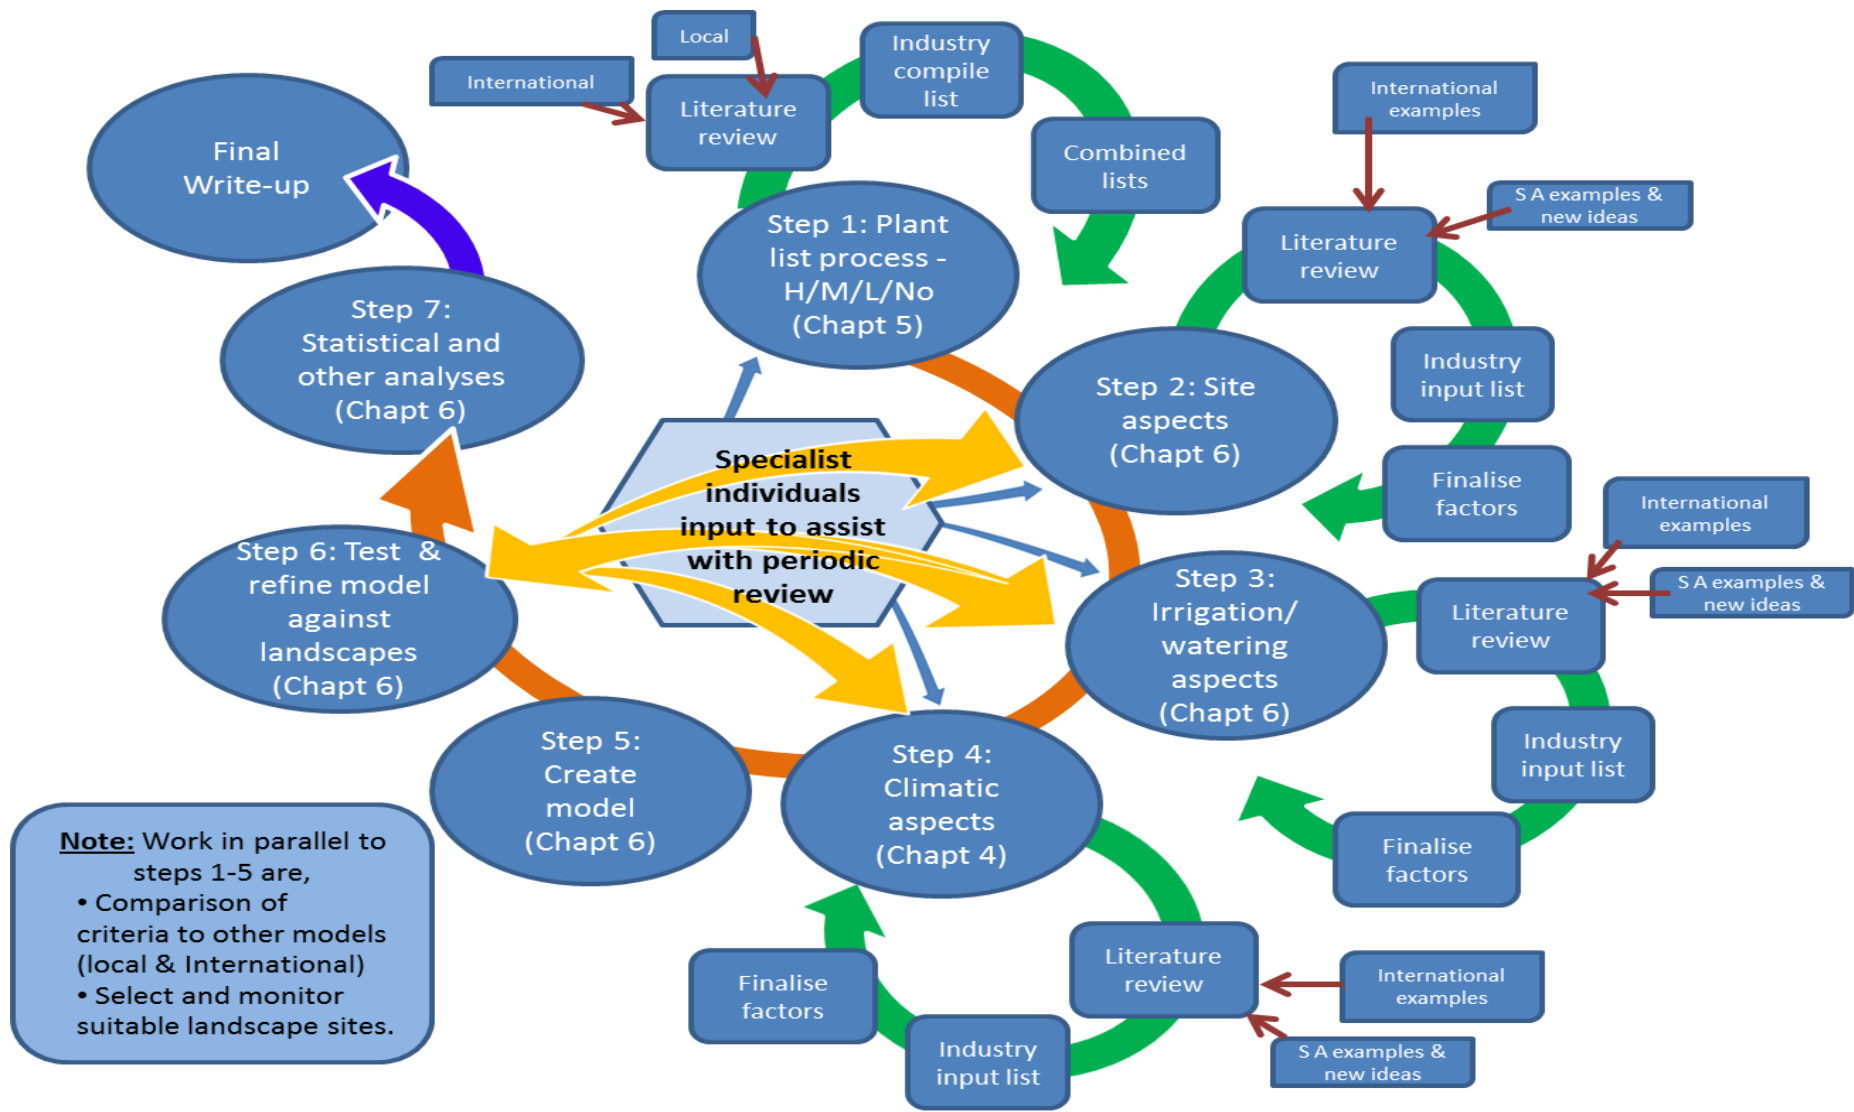 Local
International
Literature
review
Industry
compile
list
Combined
lists
Final
Write-up
Step 1: Plant
list process -
H/M/L/No
(Chapt 5)
International
examples
S A examples &
new ideas
Literature
review
Industry
input list
Finalise
factors
Step 2: Site
aspects
(Chapt 6)
Step 7:
Statistical and
other analyses
(Chapt 6)
Specialist
individuals
input to assist
with periodic
review
International
examples
S A examples &
new ideas
Literature
review
Industry
input list
Finalise
factors
Step 3:
Irrigation/
watering
aspects
(Chapt 6)
Step 6: Test  &
refine model
against
landscapes
(Chapt 6)
Step 5:
Create
model
(Chapt 6)
Step 4:
Climatic
aspects
(Chapt 4)
Literature
review
International
examples
S A examples &
new ideas
Industry
input list
Finalise
factors
Note: Work in parallel to
steps 1-5 are,
• Comparison of
criteria to other models
(local & International)
• Select and monitor
suitable landscape sites.